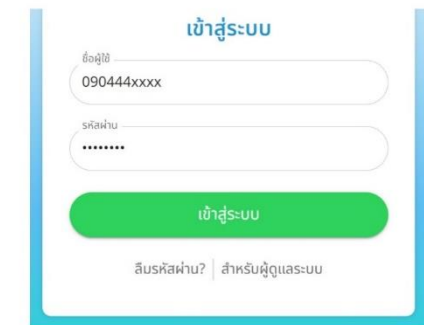 เข้าสู่ระบบ
ชื่อผู้ใช้
090444xxxx
รหัสผ่าน
••••••••
เข้าสู่ระบบ
ลืมรหัสผ่าน? | สำหรับผู้ดูแลระบบ